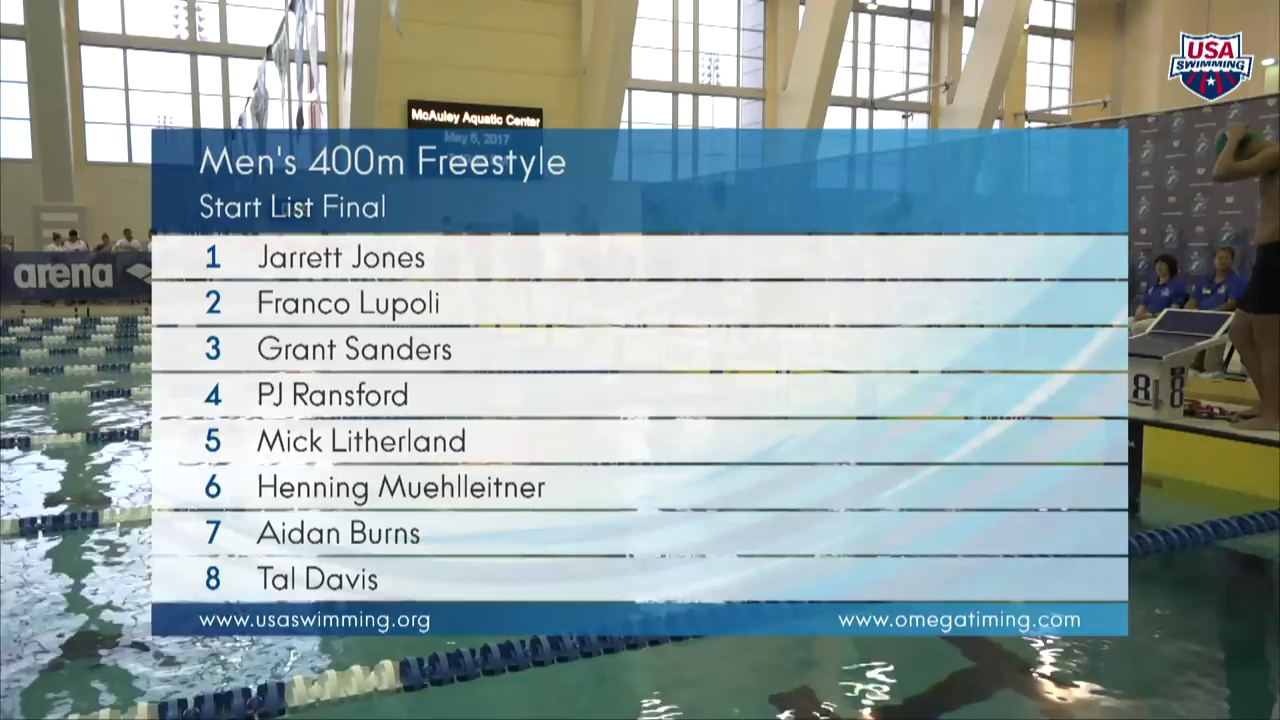 USA
SWIMMING
McAuley Aquatic Center
May 6, 2017
Men's 400m Freestyle
Start List Final
1 Jarrett Jones
2 Franco Lupoli
3 Grant Sanders
4 PJ Ransford
5 Mick Litherland
6 Henning Muehlleitner
7 Aidan Burns
8 Tal Davis
www.usaswimming.org
www.omegatiming.com
arena
8 8